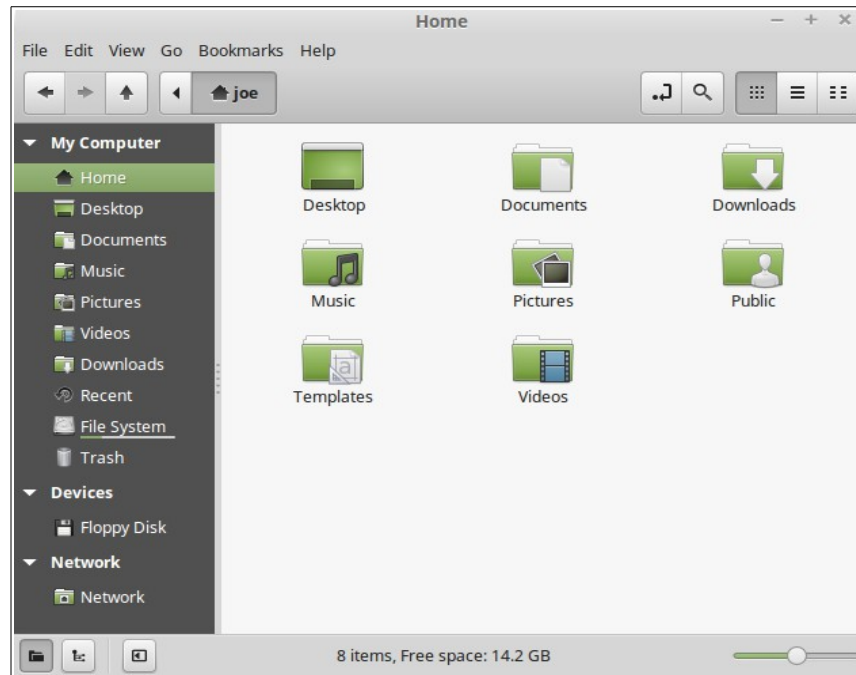 Home
File Edit View Go Bookmarks Help
joe
My Computer
Home
Desktop
Documents
Music
Pictures
Videos
Downloads
Recent
File System
Trash
Devices
Floppy Disk
Network
Network
Desktop Documents Downloads
Music Pictures Public
Templates Videos
8 items, Free space: 14.2 GB